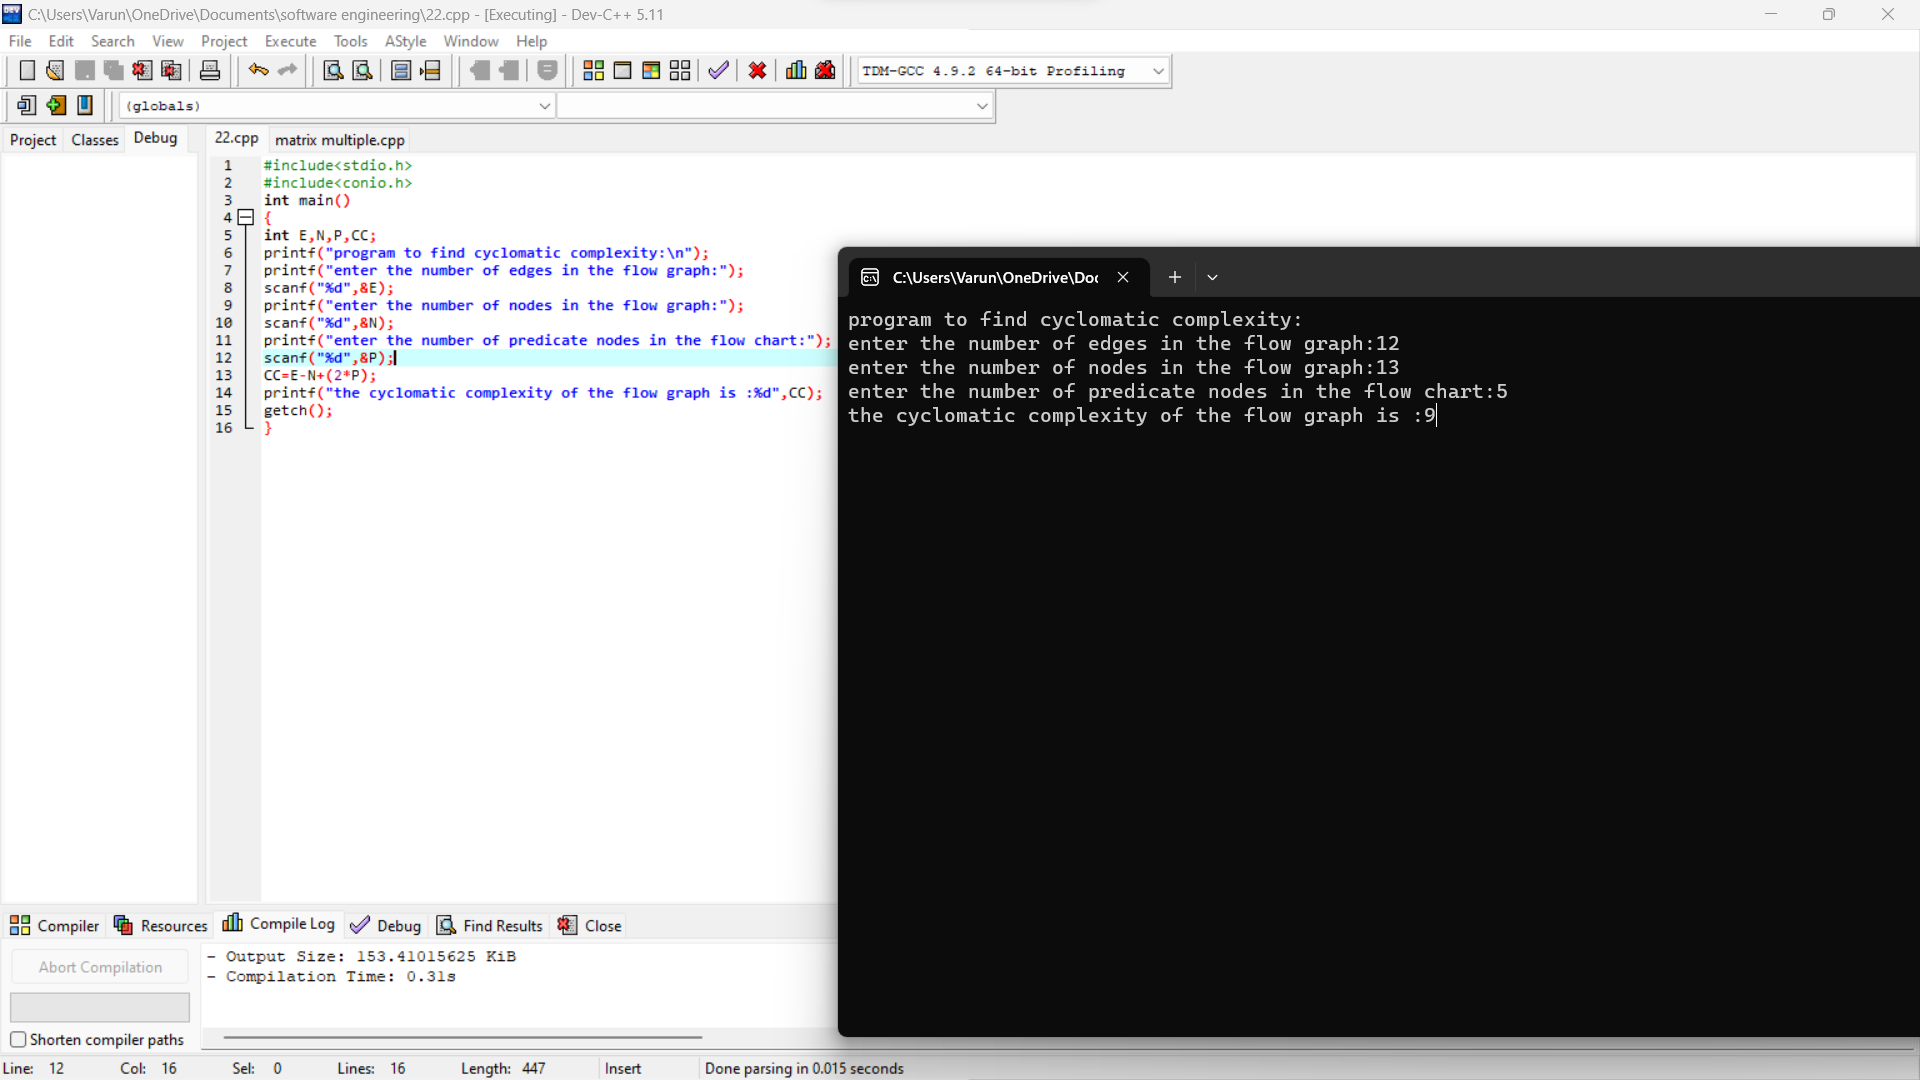 C:\Users\Varun\OneDrive\Documents\software engineering\22.cpp - [Executing] - Dev-C++ 5.11
File Edit Search View Project Execute Tools AStyle Window Help
TDM-GCC 4.9.2 64-bit Profiling
(globals)
Project Classes Debug
22.cpp matrix multiple.cpp
1 #include<stdio.h>
2 #include<conio.h>
3 int main()
4 {
5 int E,N,P,CC;
6 printf("program to find cyclomatic complexity:\n");
7 printf("enter the number of edges in the flow graph:");
8 scanf("%d",&E);
9 printf("enter the number of nodes in the flow graph:");
10 scanf("%d",&N);
11 printf("enter the number of predicate nodes in the flow chart:");
12 scanf("%d",&P);
13 CC=E-N+(2*P);
14 printf("the cyclomatic complexity of the flow graph is :%d",CC);
15 getch();
16 }
C:\Users\Varun\OneDrive\Doc
program to find cyclomatic complexity:
enter the number of edges in the flow graph:12
enter the number of nodes in the flow graph:13
enter the number of predicate nodes in the flow chart:5
the cyclomatic complexity of the flow graph is :9
Compiler Resources Compile Log Debug Find Results Close
Abort Compilation
- Output Size: 153.41015625 KiB
- Compilation Time: 0.31s
Shorten compiler paths
Line: 12 Col: 16 Sel: 0 Lines: 16 Length: 447 Insert Done parsing in 0.015 seconds